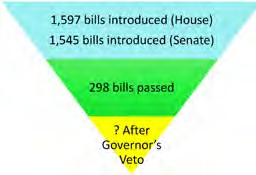 1,597 bills introduced (House)
1,545 bills introduced (Senate)
298 bills passed
? After
Governor's
Veto